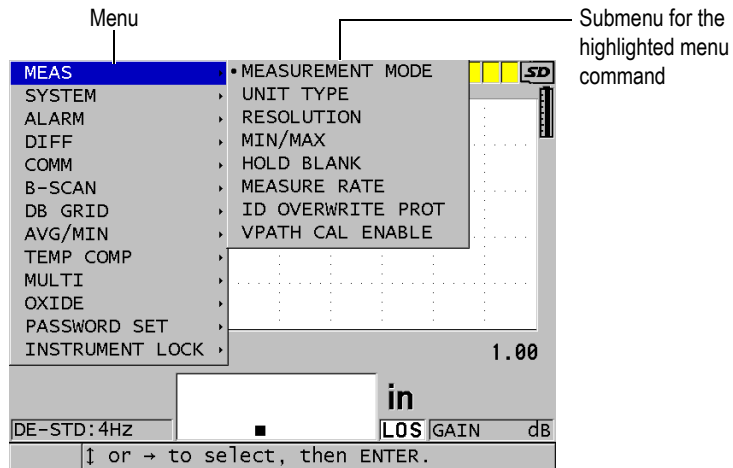 Menu
Submenu for the
highlighted menu
command
MEAS
SYSTEM
ALARM
DIFF
COMM
B-SCAN
DB GRID
AVG/MIN
TEMP COMP
MULTI
OXIDE
PASSWORD SET
INSTRUMENT LOCK
•MEASUREMENT MODE
UNIT TYPE
RESOLUTION
MIN/MAX
HOLD BLANK
MEASURE RATE
ID OVERWRITE PROT
VPATH CAL ENABLE
SD
1.00
in
DE-STD:4Hz
LOS GAIN dB
↕ or → to select, then ENTER.